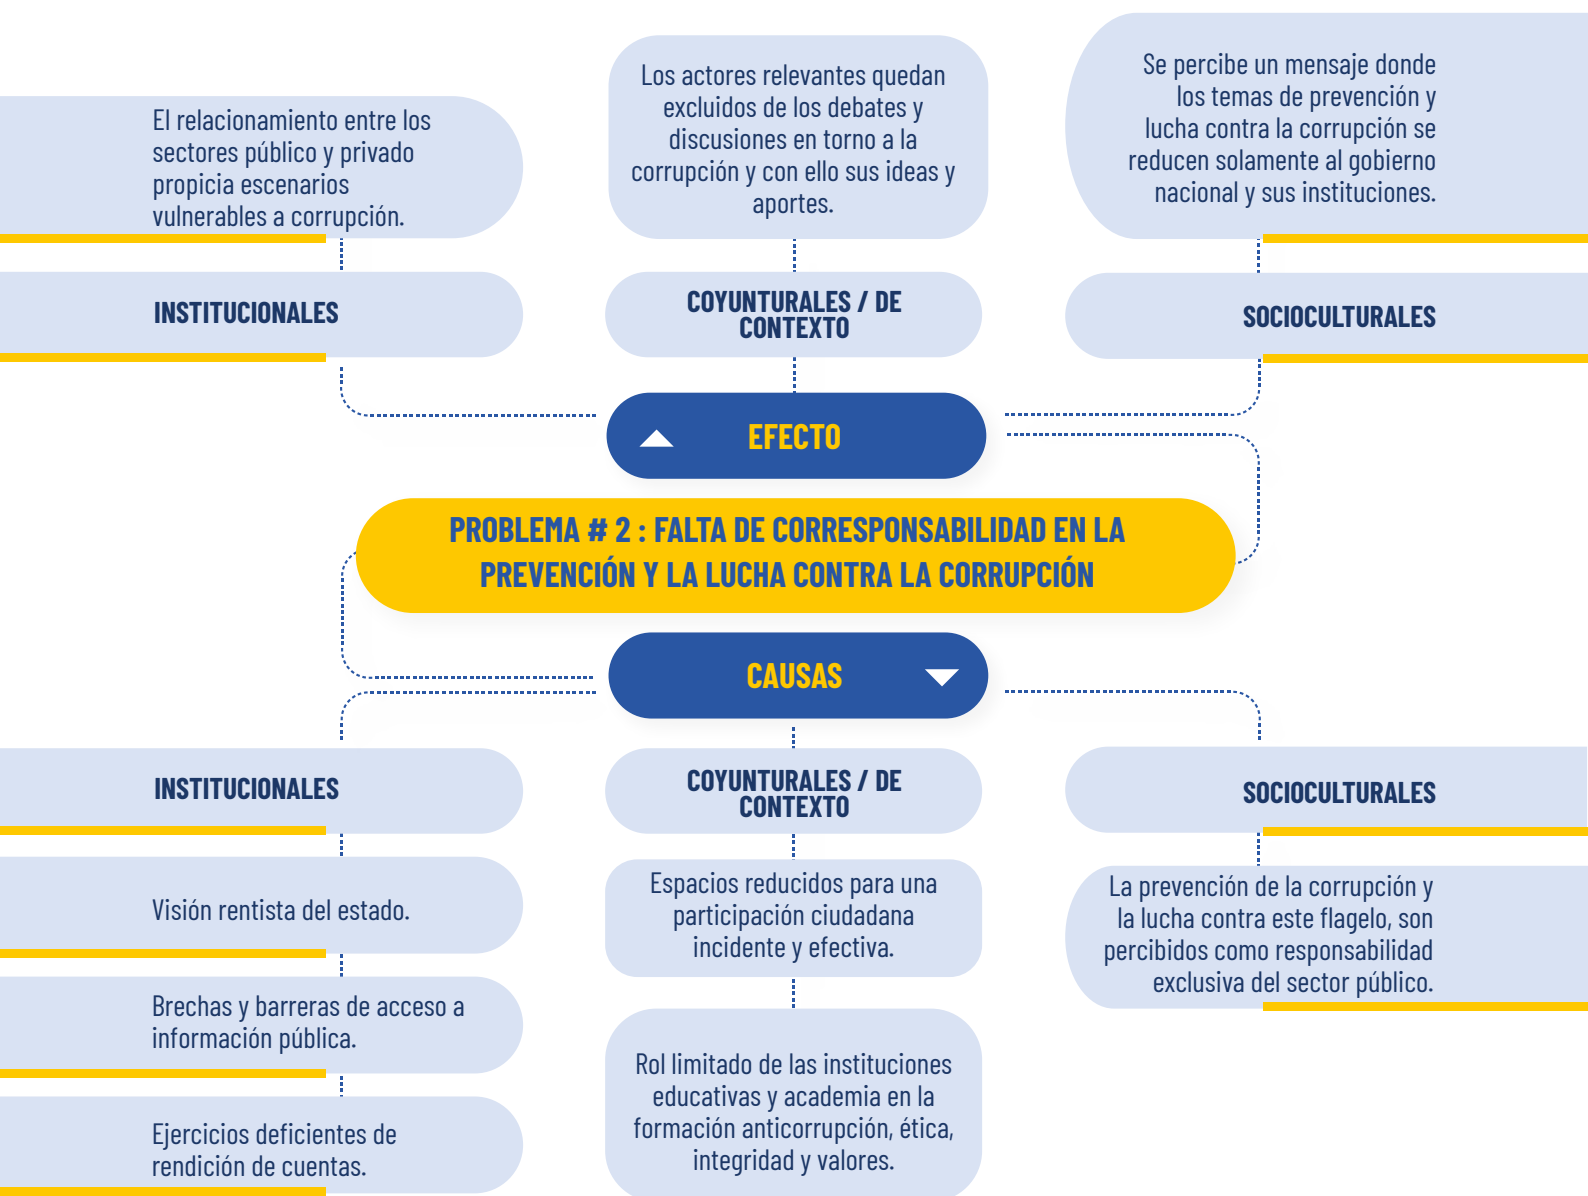 El relacionamiento entre los
sectores público y privado
propicia escenarios
vulnerables a corrupción.
Los actores relevantes quedan
excluidos de los debates y
discusiones en torno a la
corrupción y con ello sus ideas y
aportes.
Se percibe un mensaje donde
los temas de prevención y
lucha contra la corrupción se
reducen solamente al gobierno
nacional y sus instituciones.
INSTITUCIONALES
COYUNTURALES / DE
CONTEXTO
SOCIOCULTURALES
EFECTO
PROBLEMA # 2 : FALTA DE CORRESPONSABILIDAD EN LA
PREVENCIÓN Y LA LUCHA CONTRA LA CORRUPCIÓN
CAUSAS
INSTITUCIONALES
COYUNTURALES / DE
CONTEXTO
SOCIOCULTURALES
Visión rentista del estado.
Brechas y barreras de acceso a
información pública.
Ejercicios deficientes de
rendición de cuentas.
Espacios reducidos para una
participación ciudadana
incidente y efectiva.
Rol limitado de las instituciones
educativas y academia en la
formación anticorrupción, ética,
integridad y valores.
La prevención de la corrupción y
la lucha contra este flagelo, son
percibidos como responsabilidad
exclusiva del sector público.